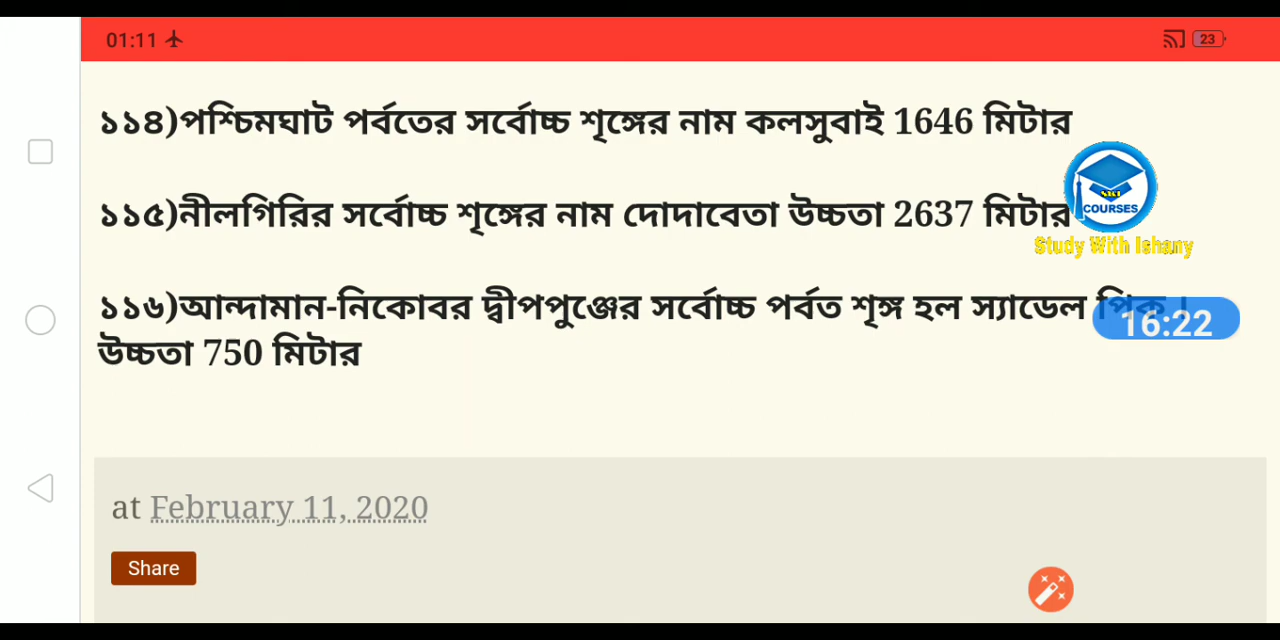 01:11
23
১১৪)পশ্চিমঘাট পর্বতের সর্বোচ্চ শৃঙ্গের নাম কলসুবাই 1646 মিটার
১১৫)নীলগিরির সর্বোচ্চ শৃঙ্গের নাম দোদাবেতা উচ্চতা 2637 মিটার
COURSES
Study With Ishany
১১৬)আন্দামান-নিকোবর দ্বীপপুঞ্জের সর্বোচ্চ পর্বত শৃঙ্গ হল স্যাডেল পিক ।
16:22
উচ্চতা 750 মিটার
at February 11, 2020
Share